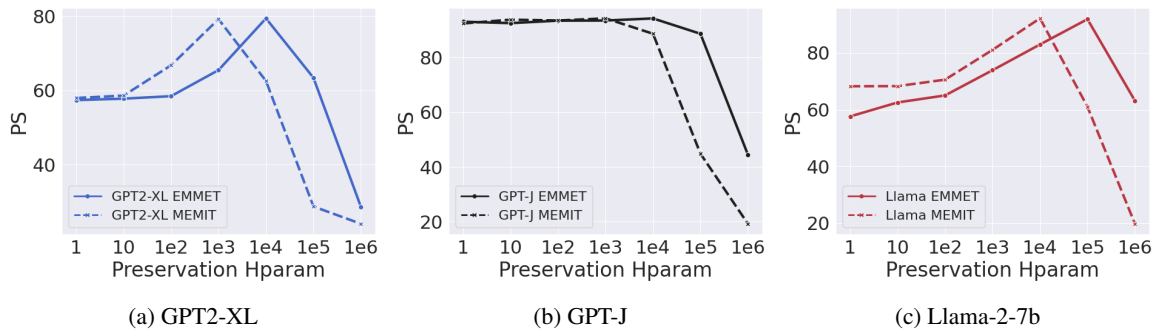 80
60
40
PS
GPT2-XL EMMET
GPT2-XL MEMIT
1 10 1e2 1e3 1e4 1e5 1e6
Preservation Hparam
(a) GPT2-XL
80
60
40
20
PS
GPT-J EMMET
GPT-J MEMIT
1 10 1e2 1e3 1e4 1e5 1e6
Preservation Hparam
(b) GPT-J
80
60
40
20
PS
Llama EMMET
Llama MEMIT
1 10 1e2 1e3 1e4 1e5 1e6
Preservation Hparam
(c) Llama-2-7b